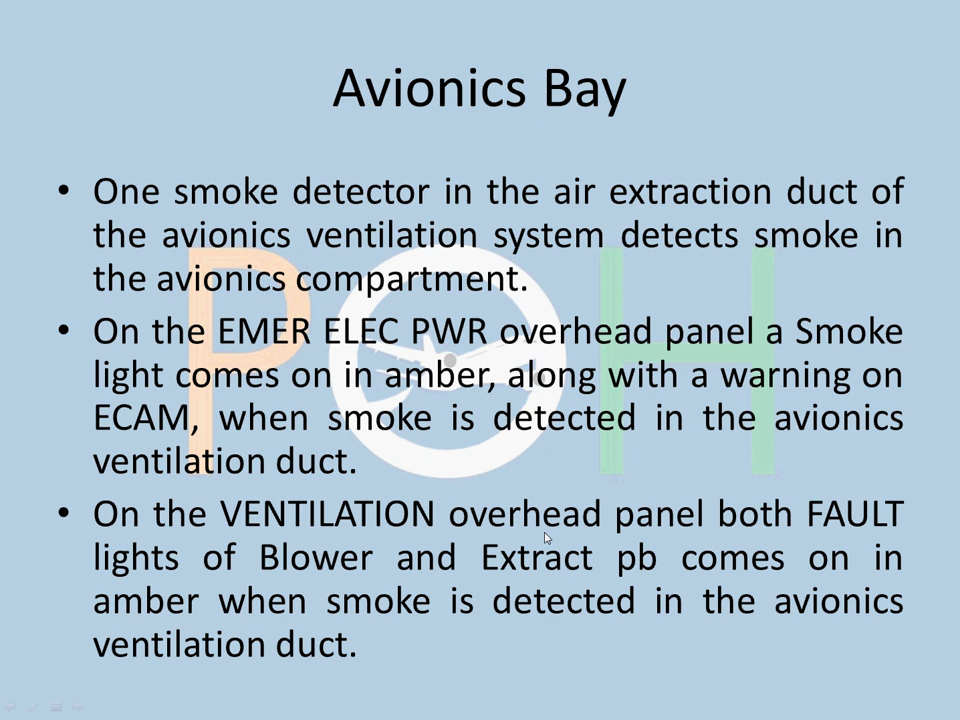 Avionics Bay
• One smoke detector in the air extraction duct of
the avionics ventilation system detects smoke in
the avionics compartment.
• On the EMER ELEC PWR overhead panel a Smoke
light comes on in amber, along with a warning on
ECAM, when smoke is detected in the avionics
ventilation duct.
• On the VENTILATION overhead panel both FAULT
lights of Blower and Extract pb comes on in
amber when smoke is detected in the avionics
ventilation duct.
POH